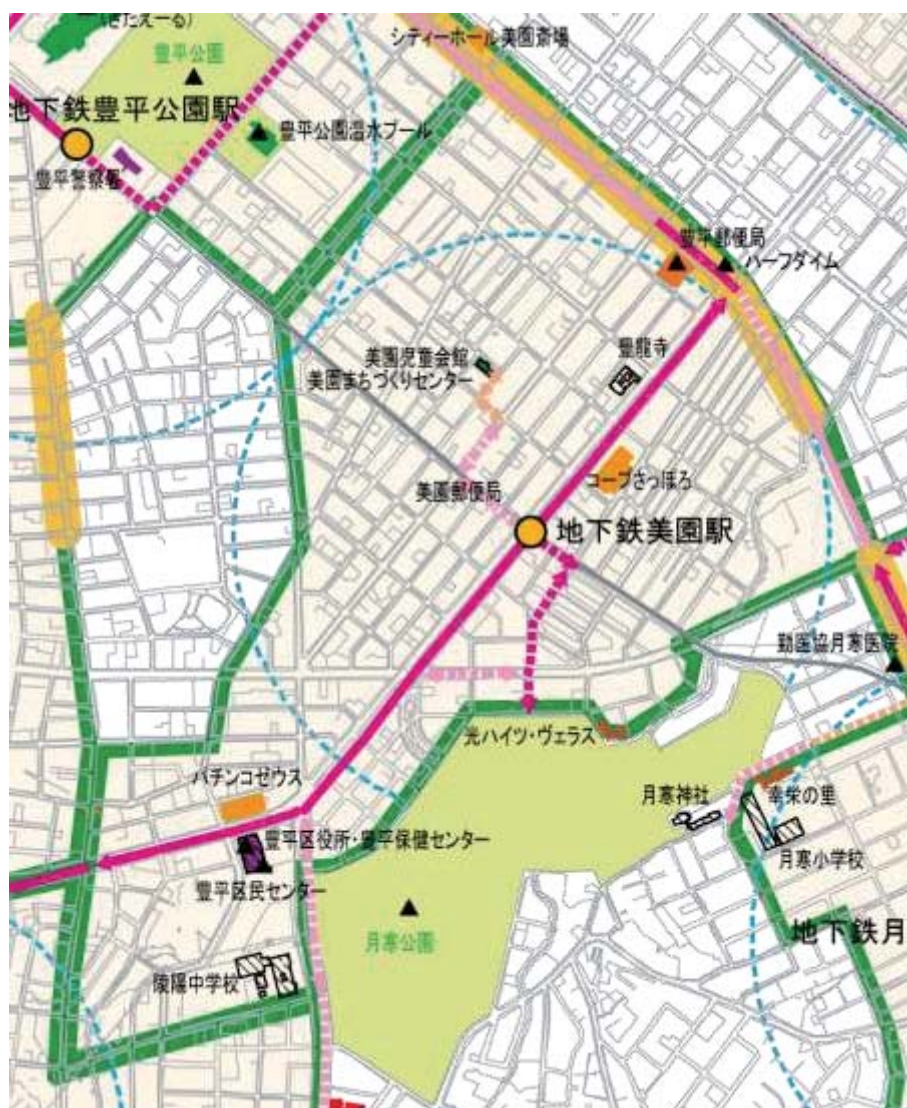 (きたえーる)
シティーホール美園斎場
豊平公園
地下鉄豊平公園駅
豊平公園温水プール
豊平警察署
豊平郵便局
ハーフダイム
豊龍寺
美園児童会館
美園まちづくりセンター
コープさっぽろ
美園郵便局
地下鉄美園駅
勤医協月寒医院
光ハイツ・ヴェラス
パチンコゼウス
月寒神社
幸栄の里
豊平区役所・豊平保健センター
月寒小学校
豊平区民センター
地下鉄月
月寒公園
陵陽中学校